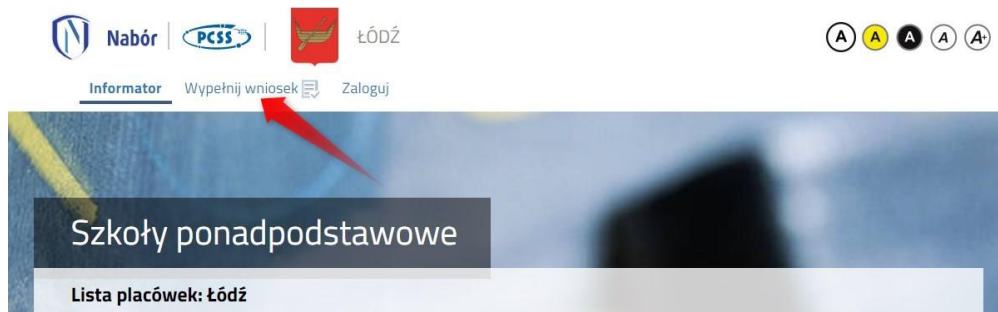 Nabór PCSS ŁÓDŹ A A A A A+
Informator Wypełnij wniosek Zaloguj
Szkoły ponadpodstawowe
Lista placówek: Łódź